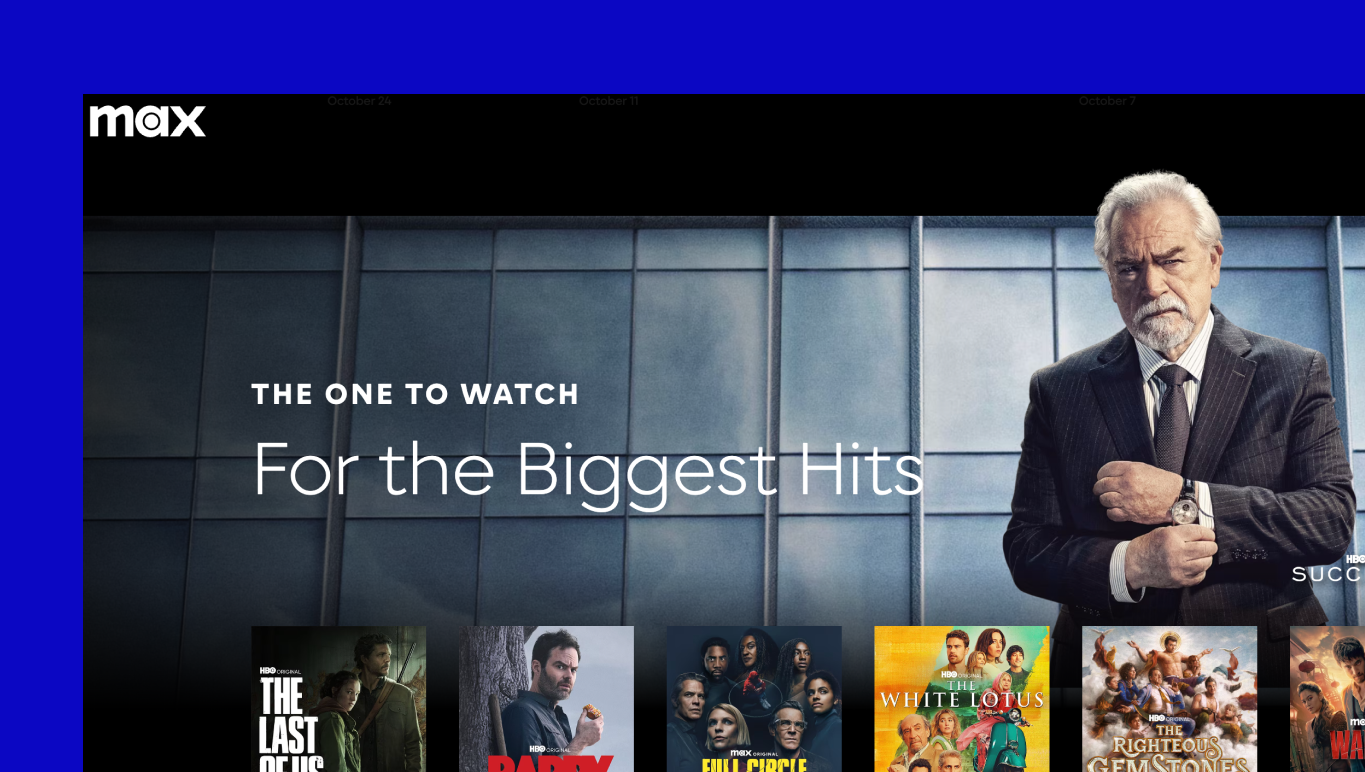 October 24
October 11
October 7
max
THE ONE TO WATCH
For the Biggest Hits
HBO
SUCC
HBO ORIGINAL
THE
LAST
OF US
HBO ORIGINAL
BARRY
max ORIGINAL
FULL CIRCLE
HBO ORIGINAL
THE
WHITE LOTUS
HBO ORIGINAL
THE
RIGHTEOUS
GEMSTONES
WA